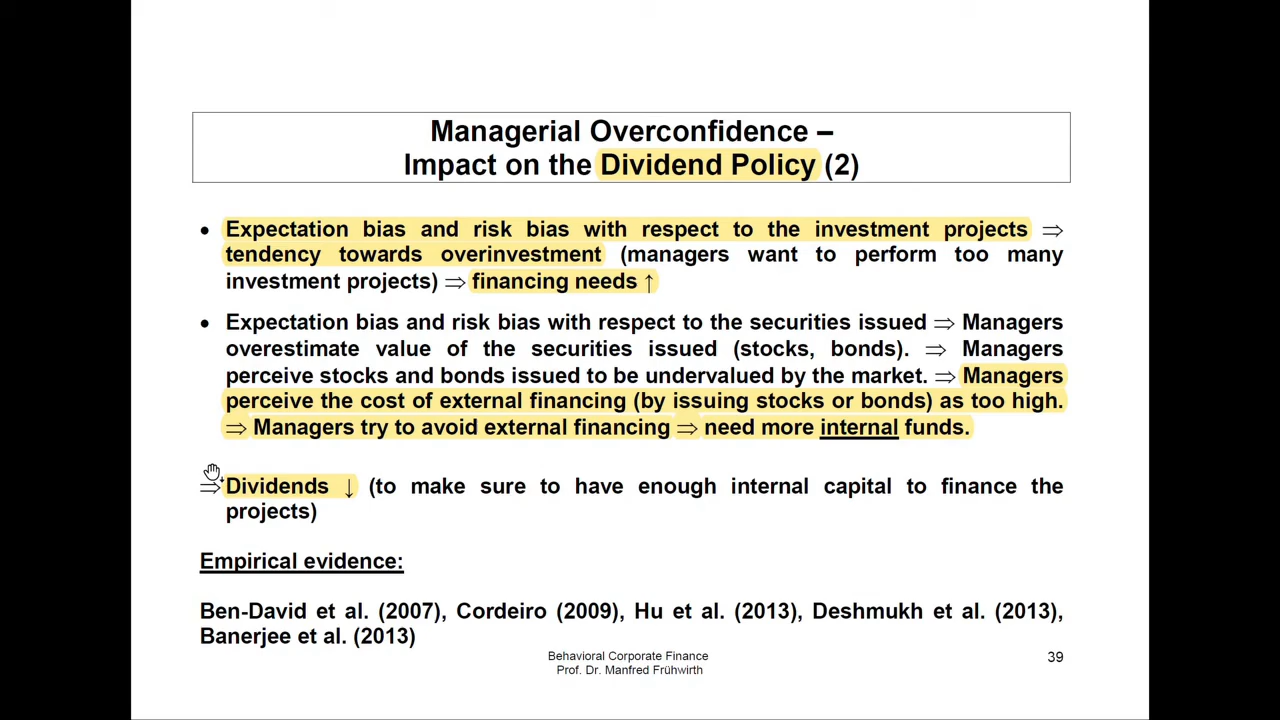 Managerial Overconfidence –
Impact on the Dividend Policy (2)
• Expectation bias and risk bias with respect to the investment projects ⇒
tendency towards overinvestment (managers want to perform too many
investment projects) ⇒ financing needs ↑
• Expectation bias and risk bias with respect to the securities issued ⇒ Managers
overestimate value of the securities issued (stocks, bonds). ⇒ Managers
perceive stocks and bonds issued to be undervalued by the market. ⇒ Managers
perceive the cost of external financing (by issuing stocks or bonds) as too high.
⇒ Managers try to avoid external financing ⇒ need more internal funds.
⇒ Dividends ↓ (to make sure to have enough internal capital to finance the
projects)
Empirical evidence:
Ben-David et al. (2007), Cordeiro (2009), Hu et al. (2013), Deshmukh et al. (2013),
Banerjee et al. (2013)
Behavioral Corporate Finance
Prof. Dr. Manfred Frühwirth
39